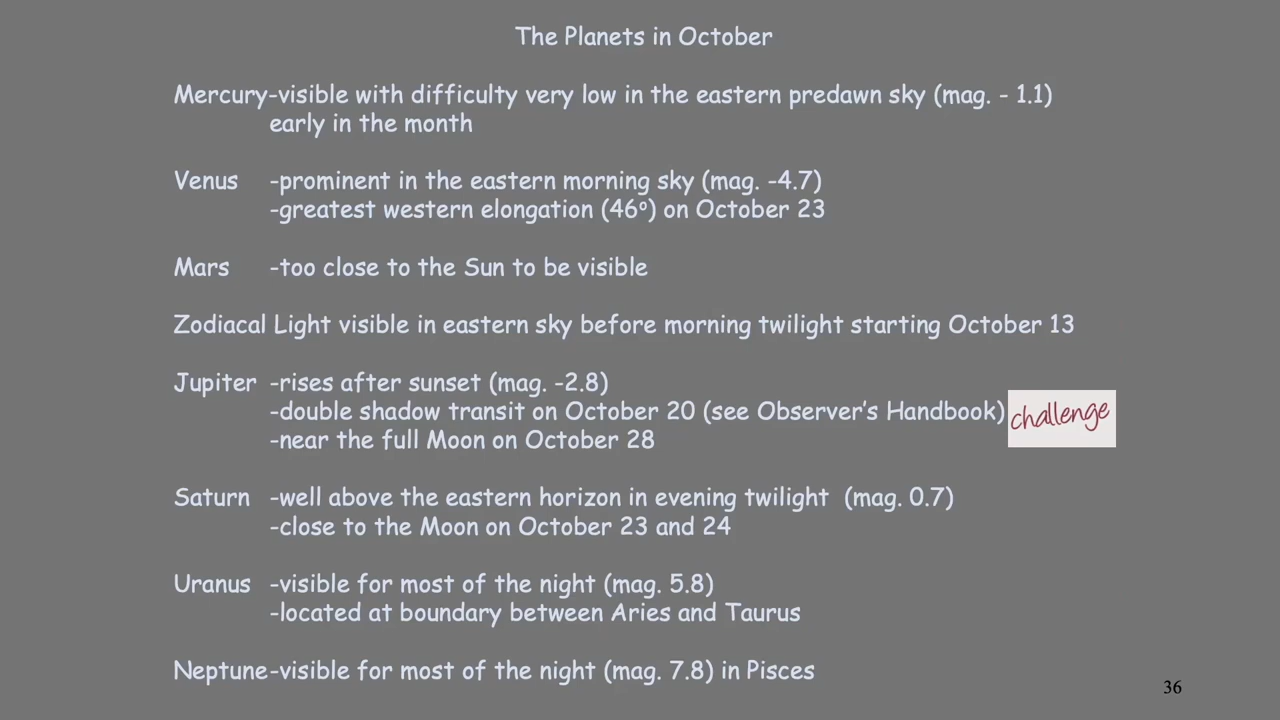 The Planets in October
Mercury-visible with difficulty very low in the eastern predawn sky (mag. - 1.1)
early in the month
Venus -prominent in the eastern morning sky (mag. -4.7)
-greatest western elongation (46º) on October 23
Mars -too close to the Sun to be visible
Zodiacal Light visible in eastern sky before morning twilight starting October 13
Jupiter -rises after sunset (mag. -2.8)
-double shadow transit on October 20 (see Observer's Handbook) challenge
-near the full Moon on October 28
Saturn -well above the eastern horizon in evening twilight (mag. 0.7)
-close to the Moon on October 23 and 24
Uranus -visible for most of the night (mag. 5.8)
-located at boundary between Aries and Taurus
Neptune-visible for most of the night (mag. 7.8) in Pisces
36